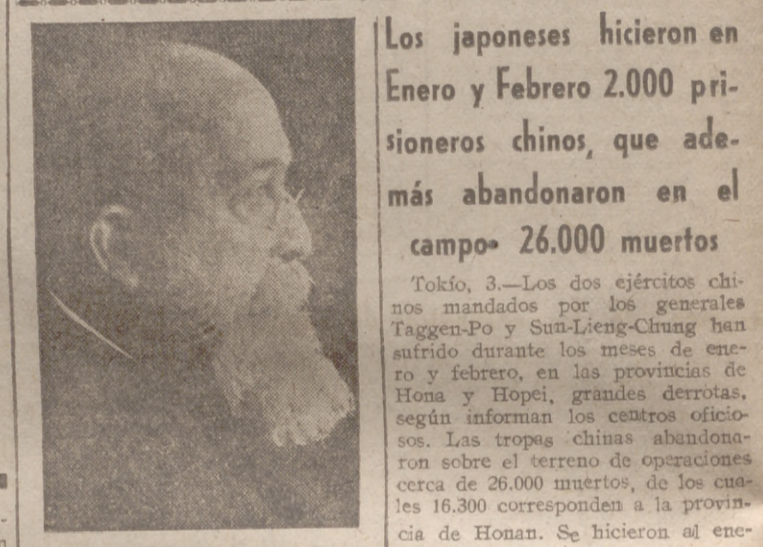 Los japoneses hicieron en
Enero y Febrero 2.000 pri-
sioneros chinos, que ade-
más abandonaron en el
campo 26.000 muertos
Tokío, 3.—Los dos ejércitos chi-
nos mandados por los generales
Taggen-Po y Sun-Lieng-Chung han
sufrido durante los meses de ene-
ro y febrero, en las provincias de
Hona y Hopei, grandes derrotas,
según informan los centros oficio-
sos. Las tropas chinas abandona-
ron sobre el terreno de operaciones
cerca de 26.000 muertos, de los cua-
les 16.300 corresponden a la provin-
cia de Honan. Se hicieron al ene-